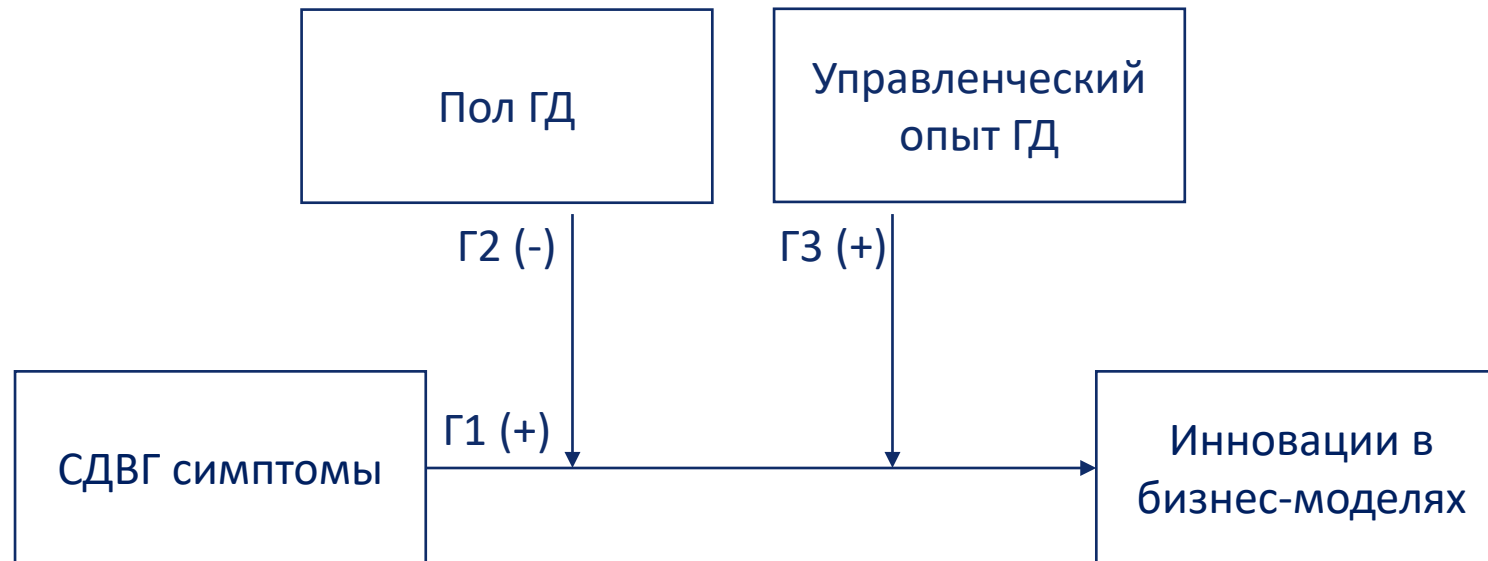 Пол ГД
Управленческий
опыт ГД
Г2 (-)
Г3 (+)
Г1 (+)
СДВГ симптомы
Инновации в
бизнес-моделях